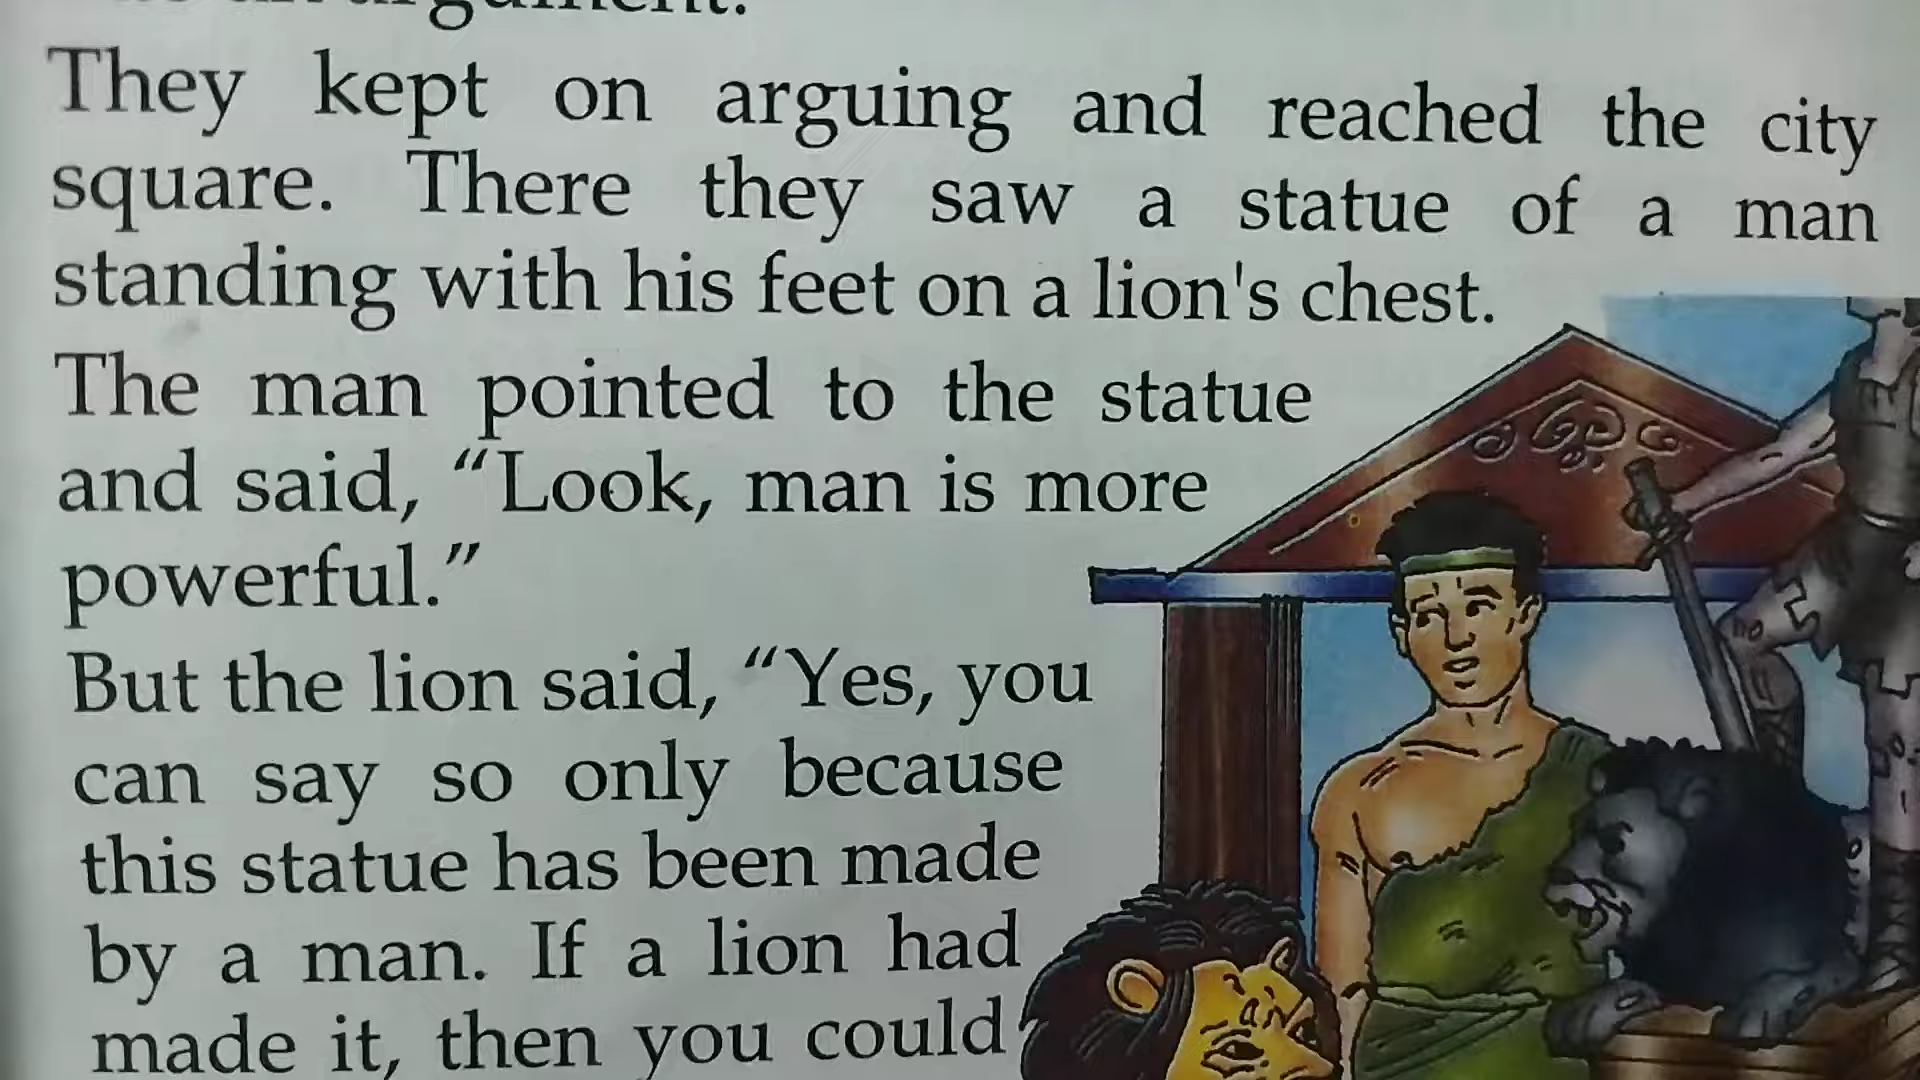 They kept on arguing and reached the city
square. There they saw a statue of a man
standing with his feet on a lion's chest.
The man pointed to the statue
and said, “Look, man is more
powerful.”
But the lion said, “Yes, you
can say so only because
this statue has been made
by a man. If a lion had
made it, then you could